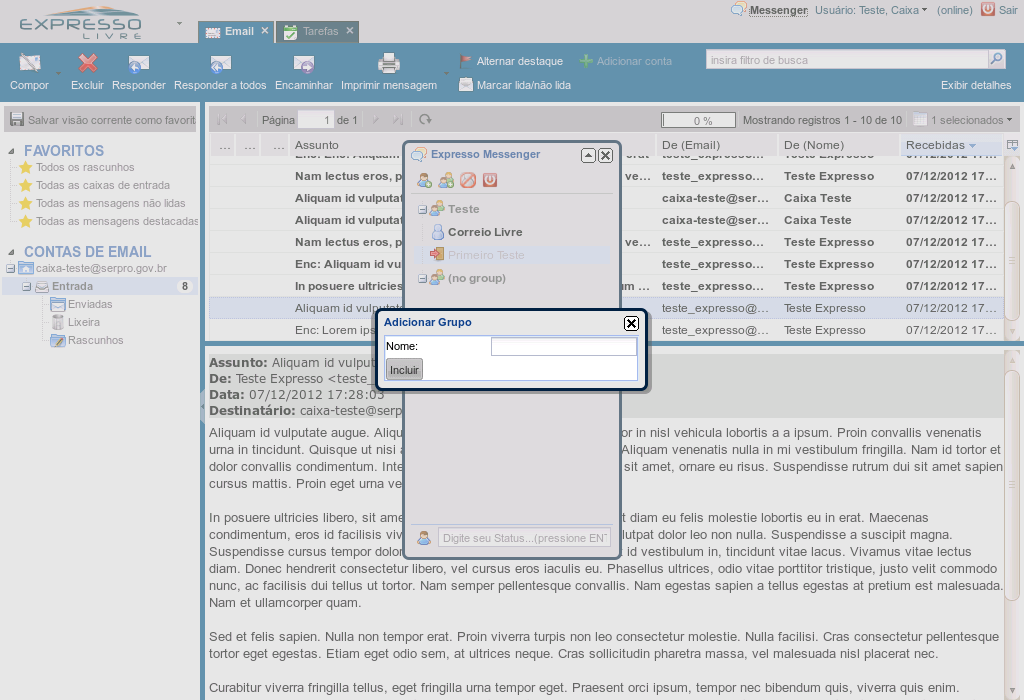 EXPRESSO
LIVRE
Email
Tarefas
Messenger
Usuário: Teste, Caixa
(online)
Sair
Compor
Excluir
Responder
Responder a todos
Encaminhar
Imprimir mensagem
Alternar destaque
Adicionar conta
Marcar lida/não lida
insira filtro de busca
Exibir detalhes
Salvar visão corrente como favorit
FAVORITOS
Todos os rascunhos
Todas as caixas de entrada
Todas as mensagens não lidas
Todas as mensagens destacadas
CONTAS DE EMAIL
caixa-teste@serpro.gov.br
Entrada 8
Enviadas
Lixeira
Rascunhos
Página 1 de 1
0 %
Mostrando registros 1 - 10 de 10
1 selecionados
... ... ... Assunto De (Email) De (Nome) Recebidas
Enc: Enc: Aliquam erat teste_expresso... Teste Expresso 07/12/2012 17...
Nam lectus eros, p ve... teste_expresso... Teste Expresso 07/12/2012 17...
Aliquam id vulputat caixa-teste@ser... Caixa Teste 07/12/2012 17...
Aliquam id vulputat caixa-teste@ser... Caixa Teste 07/12/2012 17...
Nam lectus eros, p ve... teste_expresso... Teste Expresso 07/12/2012 17...
Enc: Aliquam id vu teste_expresso... Teste Expresso 07/12/2012 17...
In posuere ultricies m ... teste_expresso... Teste Expresso 07/12/2012 17...
Aliquam id vulputate teste_expresso@... Teste Expresso 07/12/2012 17...
Enc: Lorem ips teste_expresso@... Teste Expresso 07/12/2012 17...
Expresso Messenger
Teste
Correio Livre
Primeiro Teste
(no group)
Digite seu Status...(pressione ENT
Adicionar Grupo
Nome:
Incluir
Assunto: Aliquam id vulput
De: Teste Expresso <teste_
Data: 07/12/2012 17:28:03
Destinatário: caixa-teste@serp
Aliquam id vulputate augue. Aliqu or in nisl vehicula lobortis a a ipsum. Proin convallis venenatis
urna in tincidunt. Quisque ut nisi a Aliquam venenatis nulla in mi vestibulum fringilla. Nam id tortor et
dolor convallis condimentum. Inte sit amet, ornare eu risus. Suspendisse rutrum dui sit amet sapien
cursus mattis. Proin eget urna ve
In posuere ultricies libero, sit ame t diam eu felis molestie lobortis eu in erat. Maecenas
condimentum, eros id facilisis viv lutpat dolor leo non nulla. Suspendisse a suscipit magna.
Suspendisse cursus tempor dolor id vestibulum in, tincidunt vitae lacus. Vivamus vitae lectus
diam. Donec hendrerit consectetur libero, vel cursus eros iaculis eu. Phasellus ultrices, odio vitae porttitor tristique, justo velit commodo
nunc, ac facilisis dui tellus ut tortor. Nam semper pellentesque convallis. Nam egestas sapien a tellus egestas at pretium est malesuada.
Nam et ullamcorper quam.
Sed et felis sapien. Nulla non tempor erat. Proin viverra turpis non leo consectetur molestie. Nulla facilisi. Cras consectetur pellentesque
tortor eget egestas. Etiam eget odio sem, at ultrices neque. Cras sollicitudin pharetra massa, vel malesuada nisl placerat nec.
Curabitur viverra fringilla tellus, eget fringilla urna tempor eget. Praesent orci ipsum, tempor nec bibendum quis, viverra quis enim.